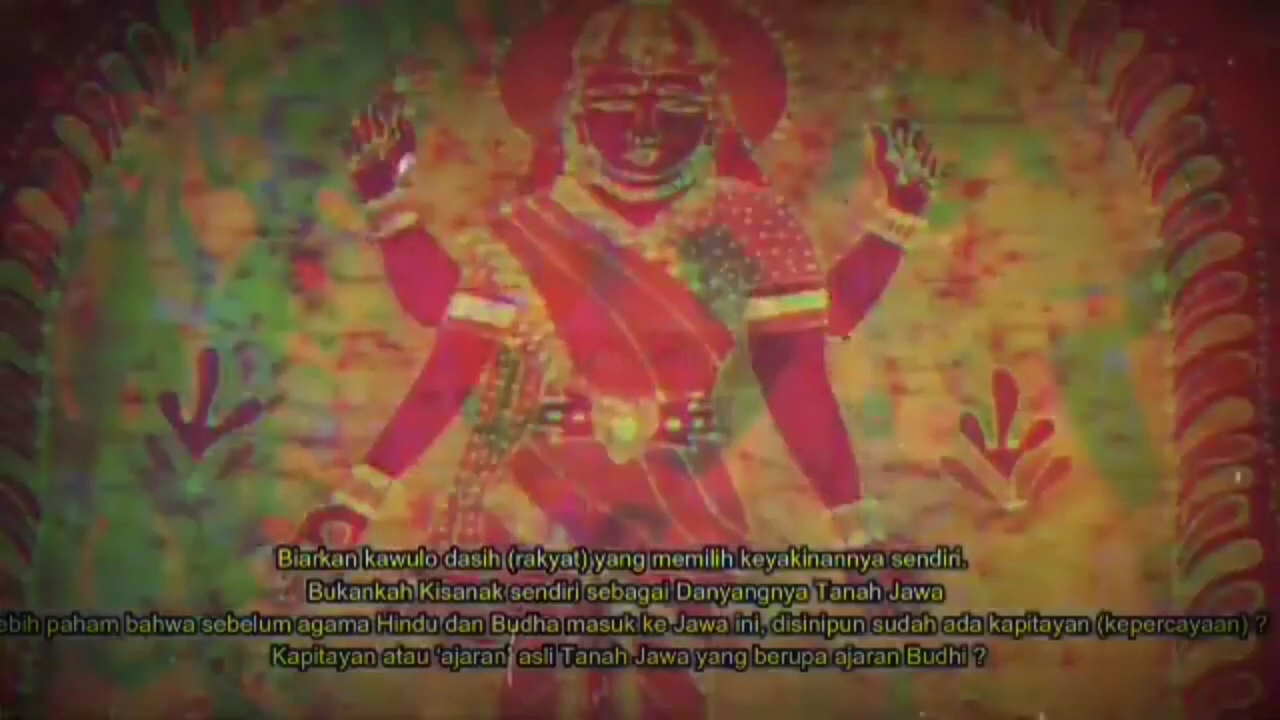 Biarkan kawulo dasih (rakyat) yang memilih keyakinannya sendiri.
Bukankah Kisanak sendiri sebagai Danyangnya Tanah Jawa
ebih paham bahwa sebelum agama Hindu dan Budha masuk ke Jawa ini, disinipun sudah ada kapitayan (kepercayaan) ?
Kapitayan atau 'ajaran' asli Tanah Jawa yang berupa ajaran Budhi ?